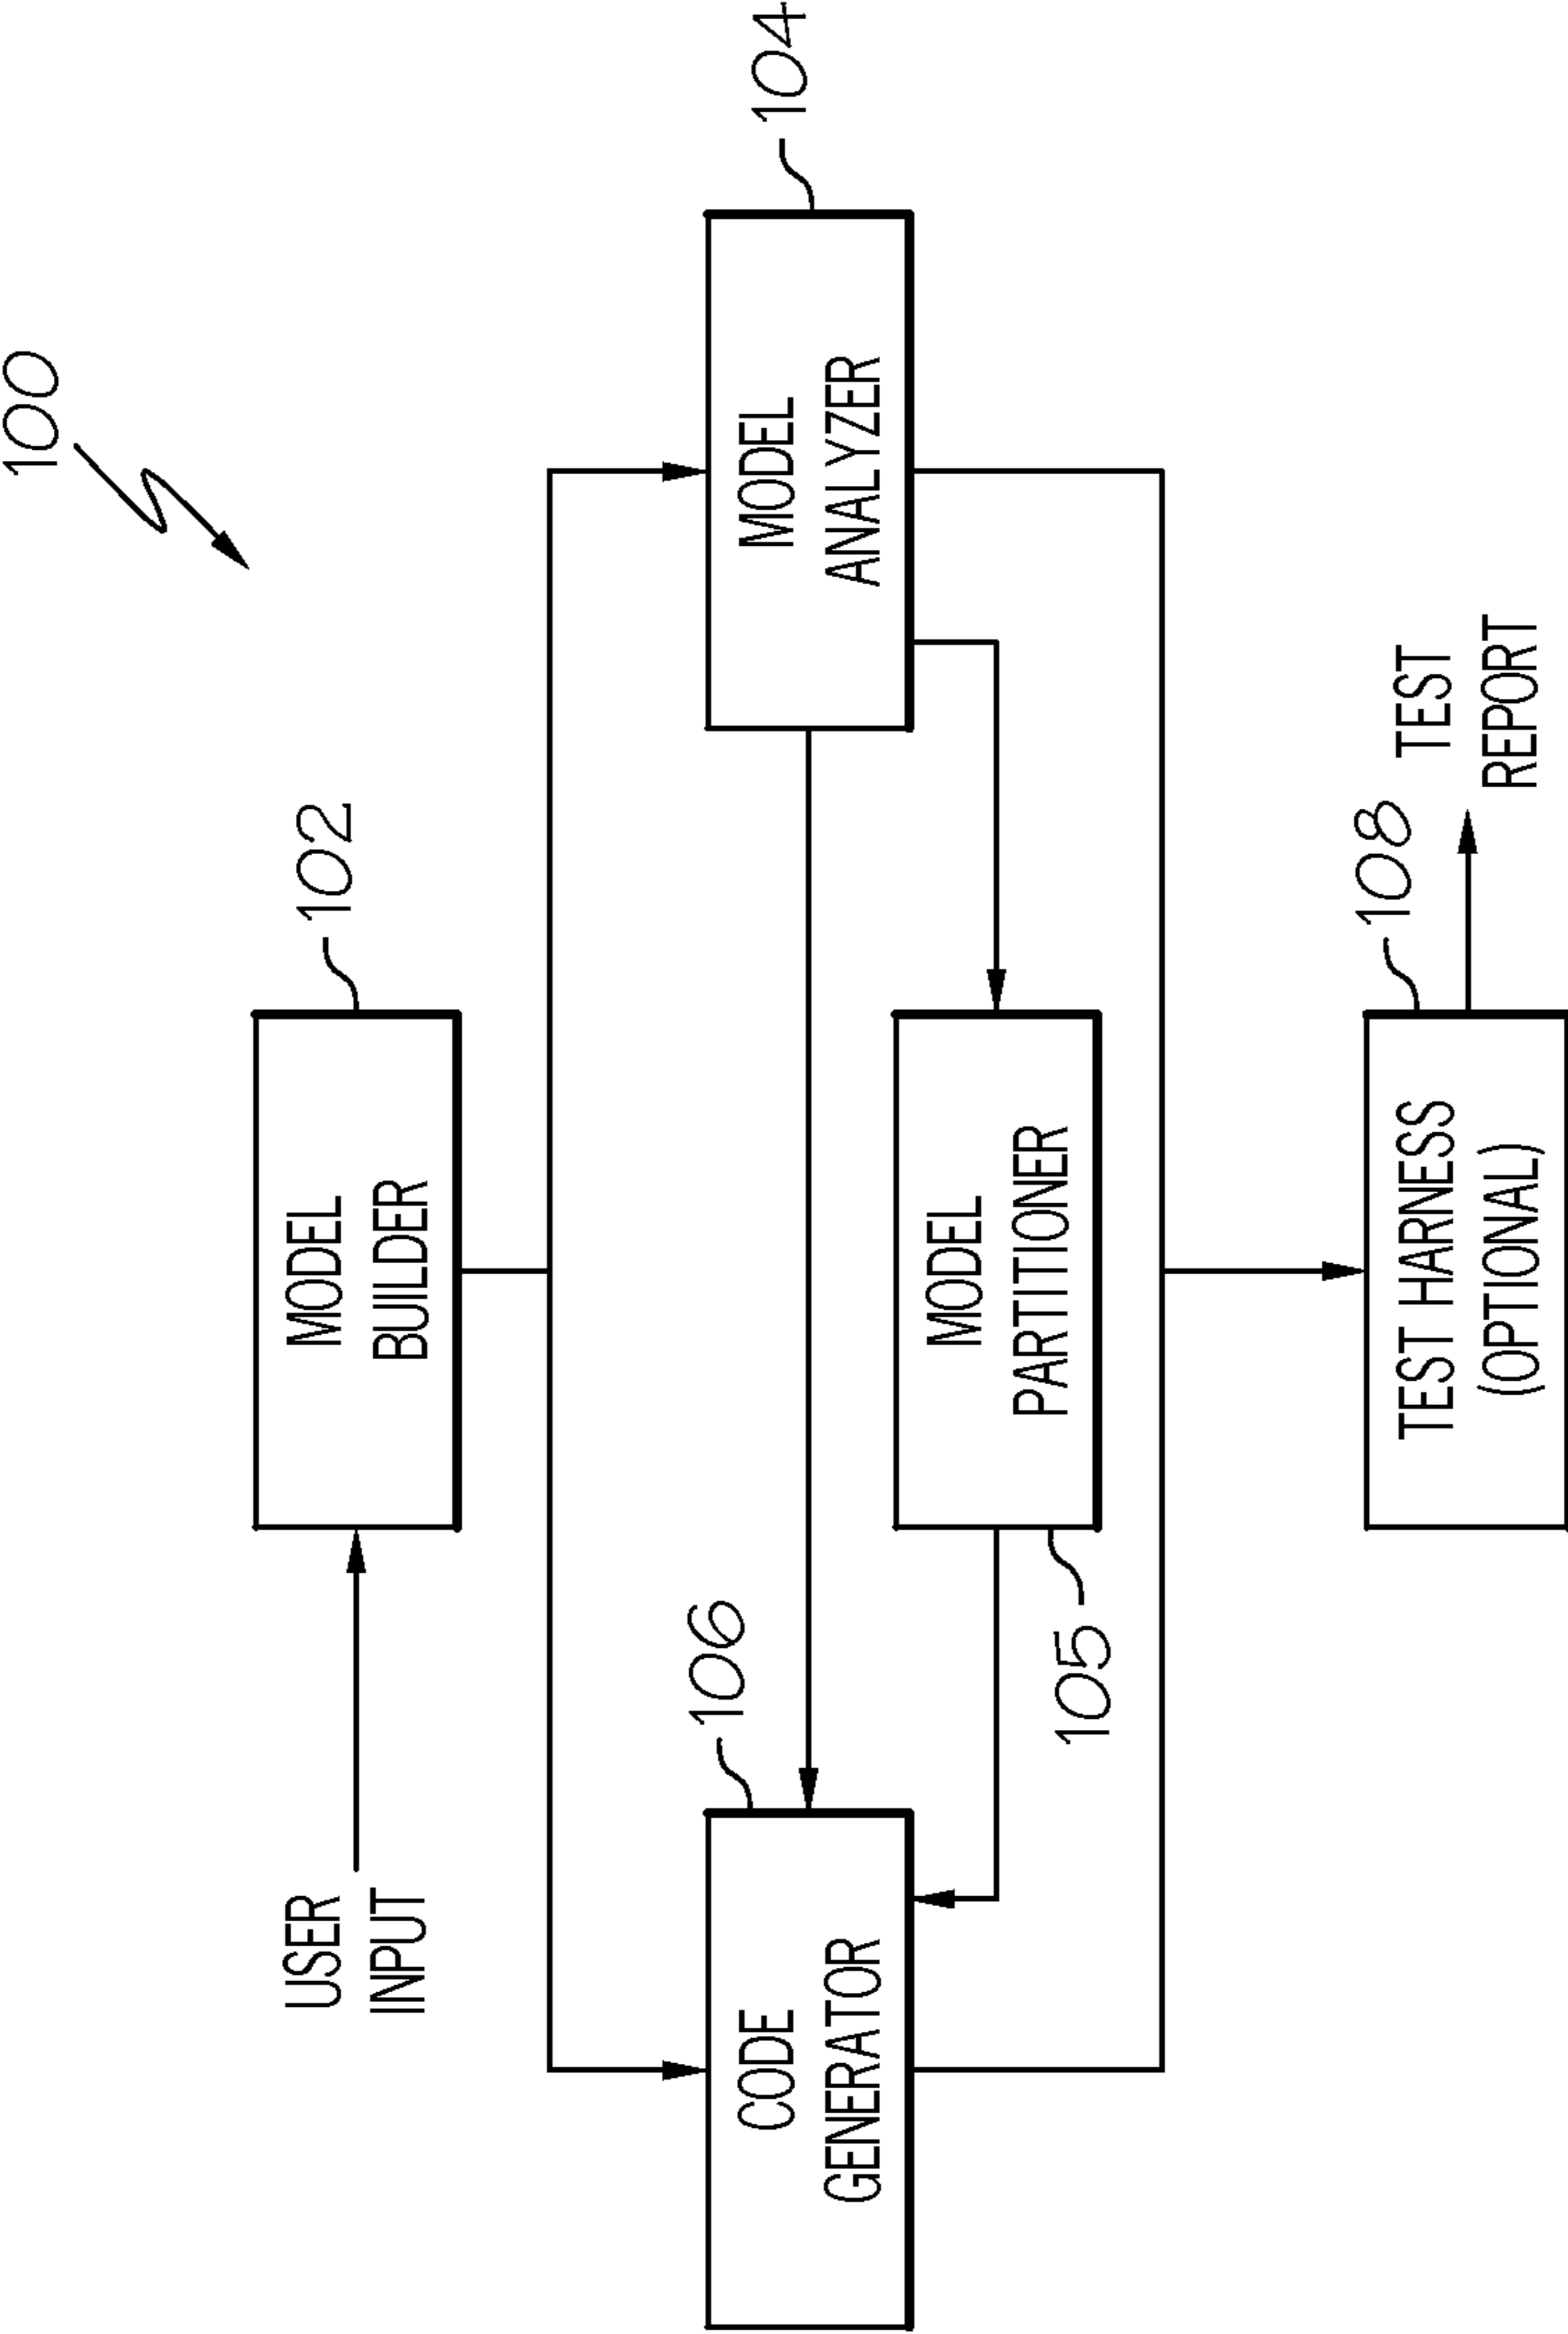 100
102
USER
INPUT
MODEL
BUILDER
106
104
CODE
GENERATOR
MODEL
ANALYZER
MODEL
PARTITIONER
105
108
TEST HARNESS
(OPTIONAL)
TEST
REPORT